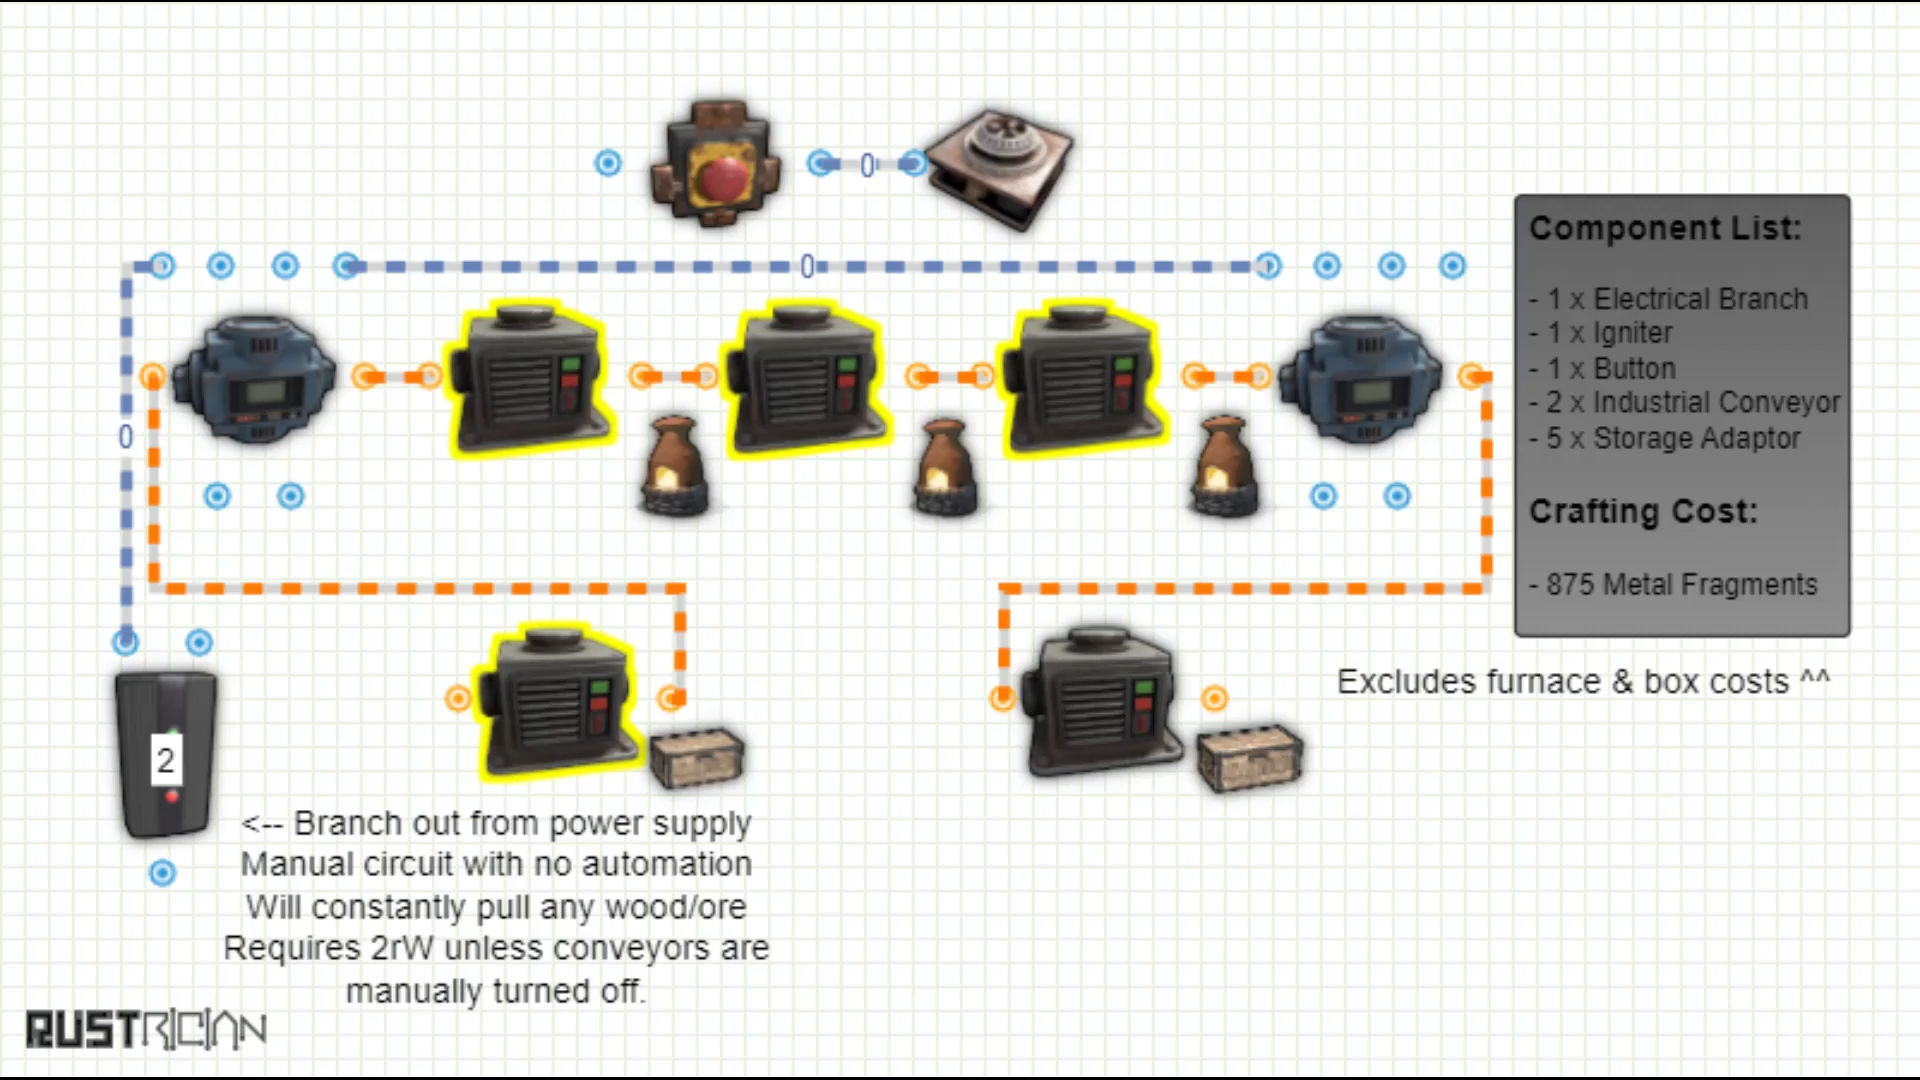 0
0
0
2
Component List:
- 1 x Electrical Branch
- 1 x Igniter
- 1 x Button
- 2 x Industrial Conveyor
- 5 x Storage Adaptor
Crafting Cost:
- 875 Metal Fragments
Excludes furnace & box costs ^^
<-- Branch out from power supply
Manual circuit with no automation
Will constantly pull any wood/ore
Requires 2rW unless conveyors are
manually turned off.
RUSTRICIAN